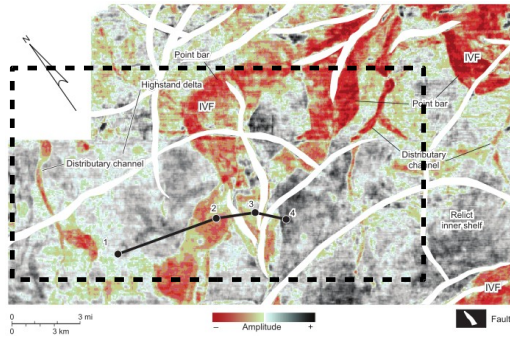 N
Point bar
Highstand delta
IVF
IVF
Point bar
Distributary channel
Distributary
channel
1
2
3
4
Relict
inner shelf
IVF
0 3 mi
0 3 km
– Amplitude +
Fault